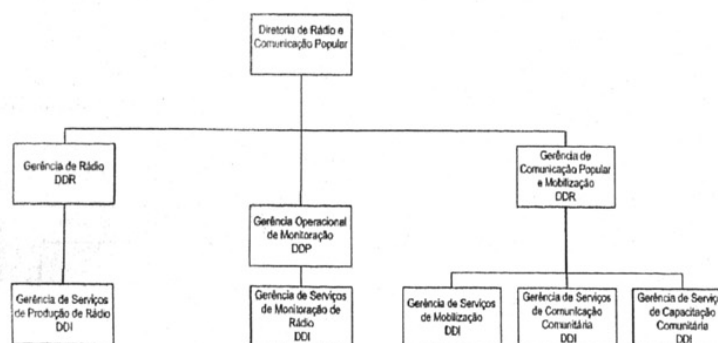 Diretoria de Rádio e
Comunicação Popular
Gerência de Rádio
DDR
Gerência de
Comunicação Popular
e Mobilização
DDR
Gerência Operacional
de Monitoração
DDP
Gerência de Serviços
de Produção de Rádio
DDI
Gerência de Serviços
de Monitoração de
Rádio
DDI
Gerência de Serviços
de Mobilização
DDI
Gerência de Serviços
de Comunicação
Comunitária
DDI
Gerência de Serviç
de Capacitação
Comunitária
DDI